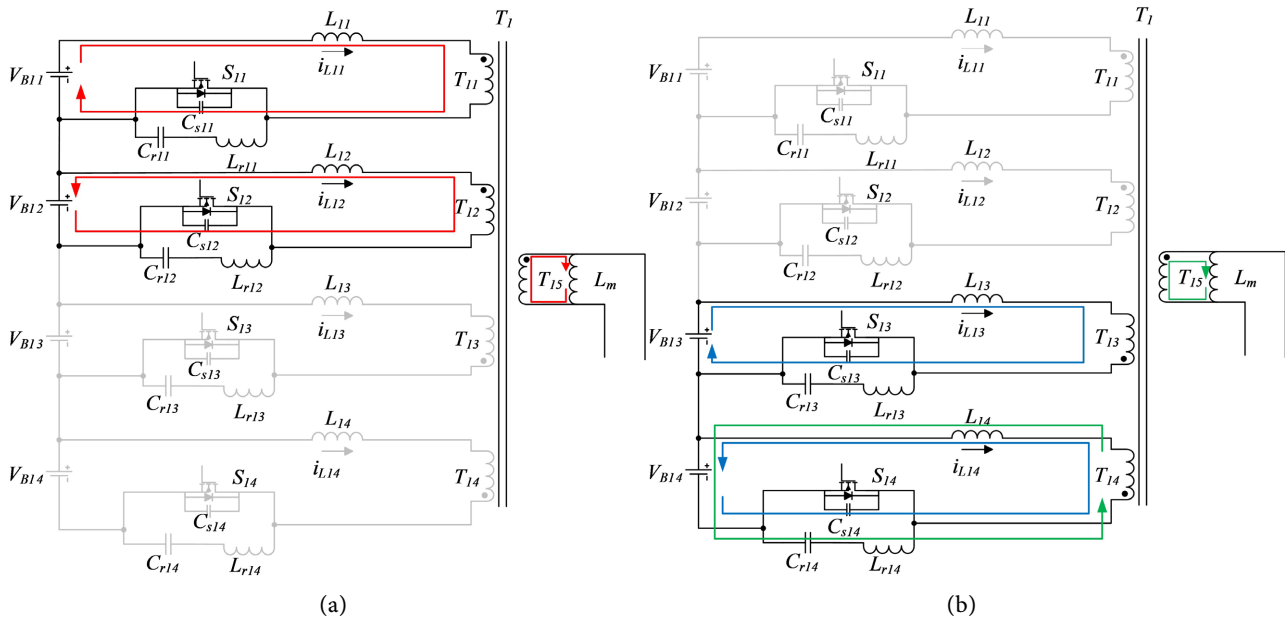 T1 T1
L11 L11
iL11 iL11
VB11 S11 T11 VB11 S11 T11
Cs11 Cs11
Cr11 Cr11
Lr11 Lr11
L12 L12
iL12 iL12
VB12 S12 T12 VB12 S12 T12
Cs12 Cs12
Cr12 Cr12
Lr12 Lr12
T15 Lm T15 Lm
L13 L13
iL13 iL13
VB13 S13 T13 VB13 S13 T13
Cs13 Cs13
Cr13 Cr13
Lr13 Lr13
L14 L14
iL14 iL14
VB14 S14 T14 VB14 S14 T14
Cs14 Cs14
Cr14 Cr14
Lr14 Lr14
(a) (b)